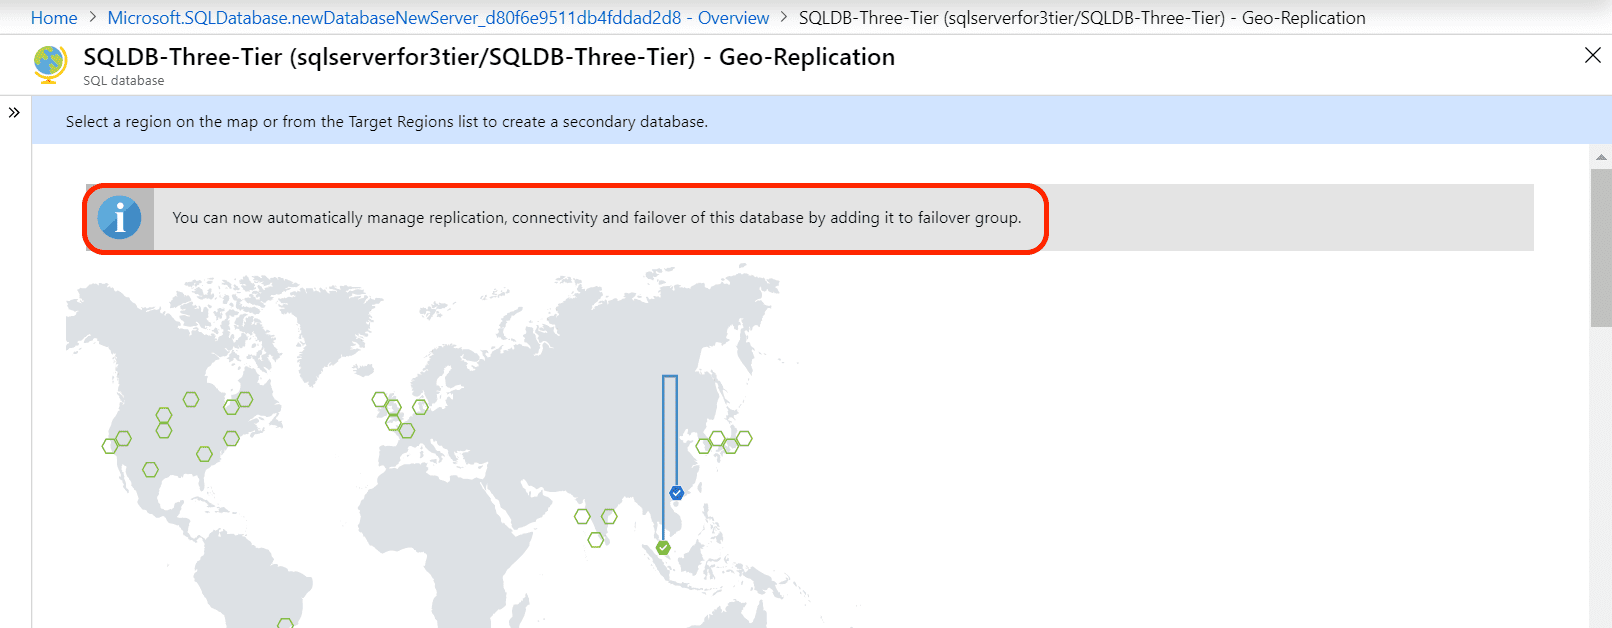 Home > Microsoft.SQLDatabase.newDatabaseNewServer_d80f6e9511db4fddad2d8 - Overview > SQLDB-Three-Tier (sqlserverfor3tier/SQLDB-Three-Tier) - Geo-Replication
SQLDB-Three-Tier (sqlserverfor3tier/SQLDB-Three-Tier) - Geo-Replication
SQL database
Select a region on the map or from the Target Regions list to create a secondary database.
You can now automatically manage replication, connectivity and failover of this database by adding it to failover group.